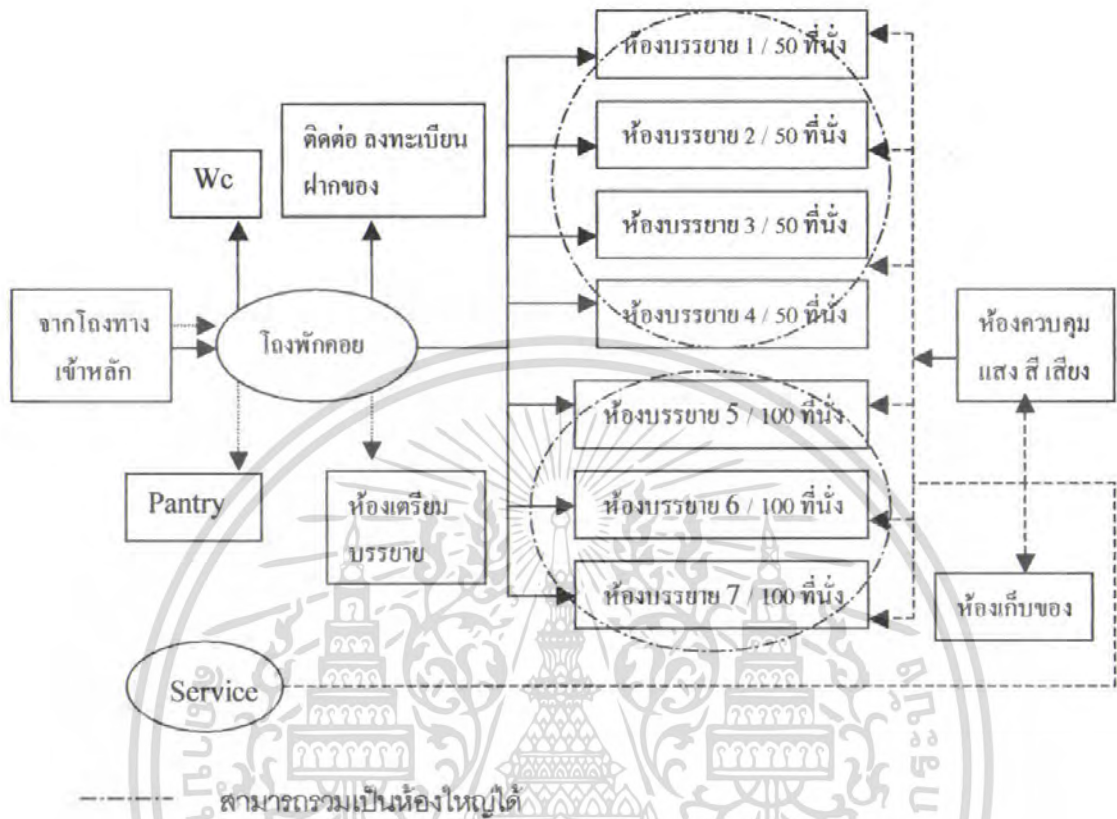 ห้องบรรยาย 1 / 50 ที่นั่ง
ห้องบรรยาย 2 / 50 ที่นั่ง
ห้องบรรยาย 3 / 50 ที่นั่ง
ห้องบรรยาย 4 / 50 ที่นั่ง
ติดต่อ ลงทะเบียน
ฝากของ
Wc
จากโถงทาง
เข้าหลัก
โถงพักคอย
ห้องควบคุม
แสง สี เสียง
ห้องบรรยาย 5 / 100 ที่นั่ง
ห้องบรรยาย 6 / 100 ที่นั่ง
ห้องบรรยาย 7 / 100 ที่นั่ง
Pantry
ห้องเตรียม
บรรยาย
ห้องเก็บของ
Service
สามารถรวมเป็นห้องใหญ่ได้